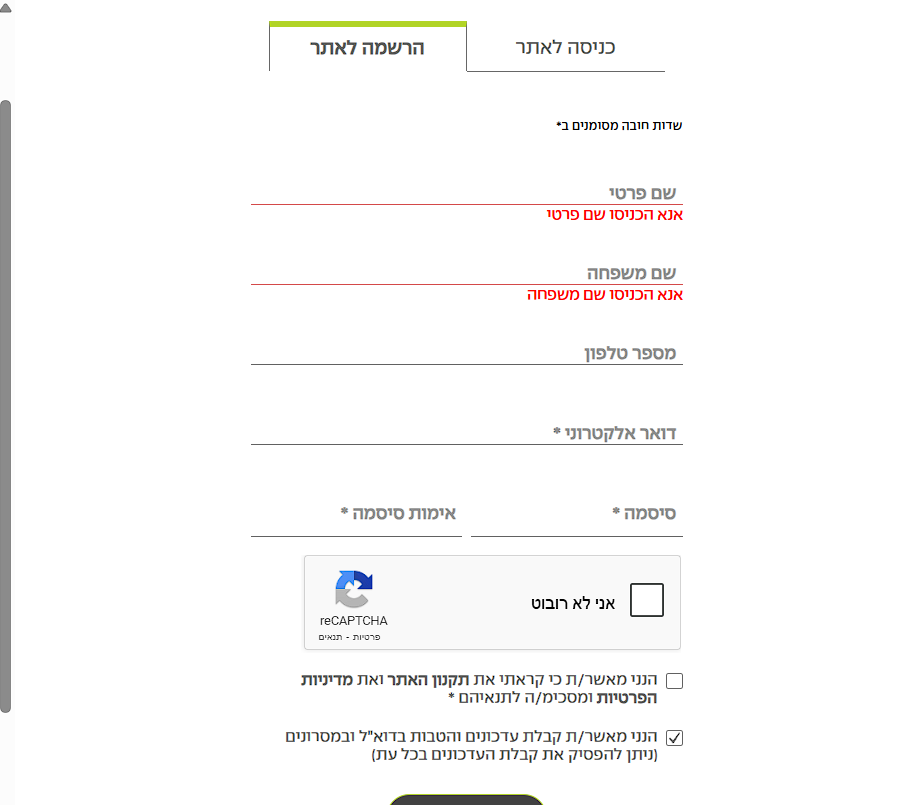 כניסה לאתר
הרשמה לאתר
שדות חובה מסומנים ב*
שם פרטי
אנא הכניסו שם פרטי
שם משפחה
אנא הכניסו שם משפחה
מספר טלפון
דואר אלקטרוני *
סיסמה *
אימות סיסמה *
אני לא רובוט
reCAPTCHA
פרטיות - תנאים
הנני מאשר/ת כי קראתי את תקנון האתר ואת מדיניות
הפרטיות ומסכימ/ה לתנאיהם *
הנני מאשר/ת קבלת עדכונים והטבות בדוא"ל ובמסרונים
(ניתן להפסיק את קבלת העדכונים בכל עת)